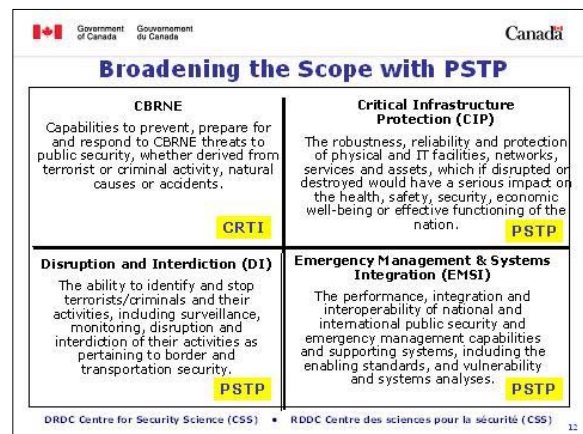 Government of Canada
Gouvernement du Canada
Canada
Broadening the Scope with PSTP
CBRNE
Capabilities to prevent, prepare for
and respond to CBRNE threats to
public security, whether derived from
terrorist or criminal activity, natural
causes or accidents.
CRTI
Critical Infrastructure
Protection (CIP)
The robustness, reliability and protection
of physical and IT facilities, networks,
services and assets, which if disrupted or
destroyed would have a serious impact on
the health, safety, security, economic
well-being or effective functioning of the
nation.
PSTP
Disruption and Interdiction (DI)
The ability to identify and stop
terrorists/criminals and their
activities, including surveillance,
monitoring, disruption and
interdiction of their activities as
pertaining to border and
transportation security.
PSTP
Emergency Management & Systems
Integration (EMSI)
The performance, integration and
interoperability of national and
international public security and
emergency management capabilities
and supporting systems, including the
enabling standards, and vulnerability
and systems analyses.
PSTP
DRDC Centre for Security Science (CSS) • RDDC Centre des sciences pour la sécurité (CSS)
12